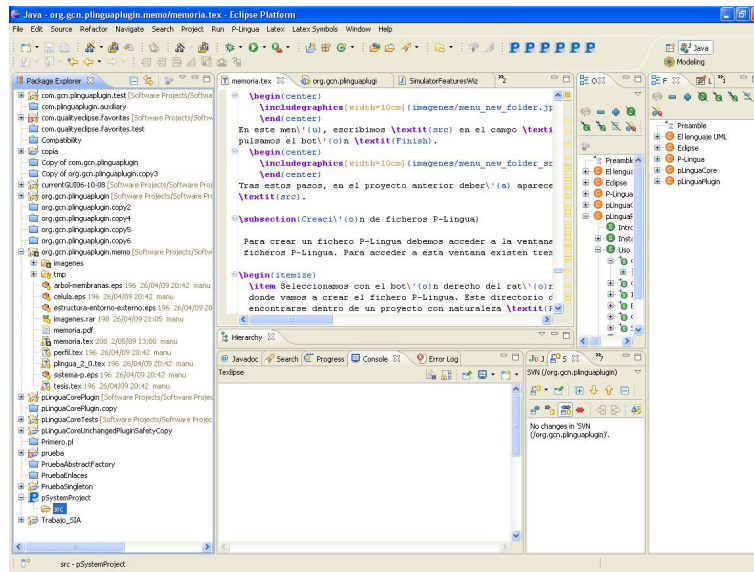 Java - org.gcn.plinguaplugin.memo/memoria.tex - Eclipse Platform
File Edit Source Refactor Navigate Search Project Run P-Lingua Latex Latex Symbols Window Help
Java
Modeling
Package Explorer
com.gcn.plinguaplugin.test [Software Projects/Softwa
com.plinguaplugin.auxiliary
com.qualityeclipse.favorites [Software Projects/Softwa
com.qualityeclipse.favorites.test
Compatibility
copia
Copy of com.gcn.plinguaplugin
Copy of org.gcn.plinguaplugin.copy3
currentGUI06-10-08 [Software Projects/Software Proj
org.gcn.plinguaplugin [Software Projects/Software Pro
org.gcn.plinguaplugin.copy2
org.gcn.plinguaplugin.copy4
org.gcn.plinguaplugin.copy5
org.gcn.plinguaplugin.copy6
org.gcn.plinguaplugin.memo [Software Projects/Softw
imagenes
tmp
arbol-membranas.eps 196 26/04/09 20:42 manu
celula.eps 196 26/04/09 20:42 manu
estructura-entorno-externo.eps 196 26/04/09 20
imagenes.rar 198 26/04/09 21:05 manu
memoria.pdf
memoria.tex 208 2/05/09 13:00 manu
perfil.tex 196 26/04/09 20:42 manu
plingua_2_0.tex 196 26/04/09 20:42 manu
sistema-p.eps 196 26/04/09 20:42 manu
tesis.tex 196 26/04/09 20:42 manu
pLinguaCorePlugin [Software Projects/Software Projec
pLinguaCorePlugin.copy
pLinguaCoreTests [Software Projects/Software Projec
pLinguaCoreUnchangedPluginSafetyCopy
Primero.pl
prueba
PruebaAbstractFactory
PruebaEnlaces
PruebaSingleton
pSystemProject
src
Trabajo_SIA
memoria.tex
org.gcn.plinguaplugi
SimulatorFeaturesWiz
\begin{center}
\includegraphics[width=10cm]{imagenes/menu_new_folder.jp
\end{center}
En este men\'{u}, escribimos \textit{src} en el campo \texti
pulsamos el bot\'{o}n \textit{Finish}.
\begin{center}
\includegraphics[width=10cm]{imagenes/menu_new_folder_sr
\end{center}
Tras estos pasos, en el proyecto anterior deber\'{a} aparece
\textit{src}.
\subsection{Creaci\'{o}n de ficheros P-Lingua}
Para crear un fichero P-Lingua debemos acceder a la ventana
ficheros P-Lingua. Para acceder a esta ventana existen tres
\begin{itemize}
\item Seleccionamos con el bot\'{o}n derecho del rat\'{o}n
donde vamos a crear el fichero P-Lingua. Este directorio d
encontrarse dentro de un proyecto con naturaleza \textit{P
Hierarchy
Javadoc
Search
Progress
Console
Error Log
Texlipse
Preamble
El lengua
Eclipse
P-Lingua
pLinguaC
pLinguaP
Intro
Insta
Uso
Preamble
El lenguaje UML
Eclipse
P-Lingua
pLinguaCore
pLinguaPlugin
SVN (/org.gcn.plinguaplugin)
No changes in 'SVN
(/org.gcn.plinguaplugin)'.
src - pSystemProject